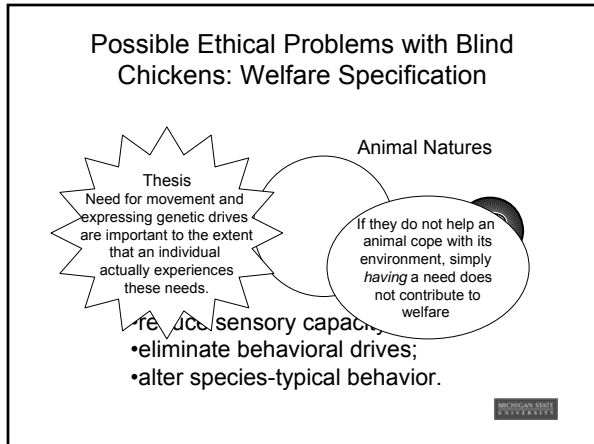 Possible Ethical Problems with Blind
Chickens: Welfare Specification
Animal Natures
Thesis
Need for movement and
expressing genetic drives
are important to the extent
that an individual
actually experiences
these needs.
If they do not help an
animal cope with its
environment, simply
having a need does
not contribute to
welfare
•reduce sensory capacity
•eliminate behavioral drives;
•alter species-typical behavior.
MICHIGAN STATE
UNIVERSITY